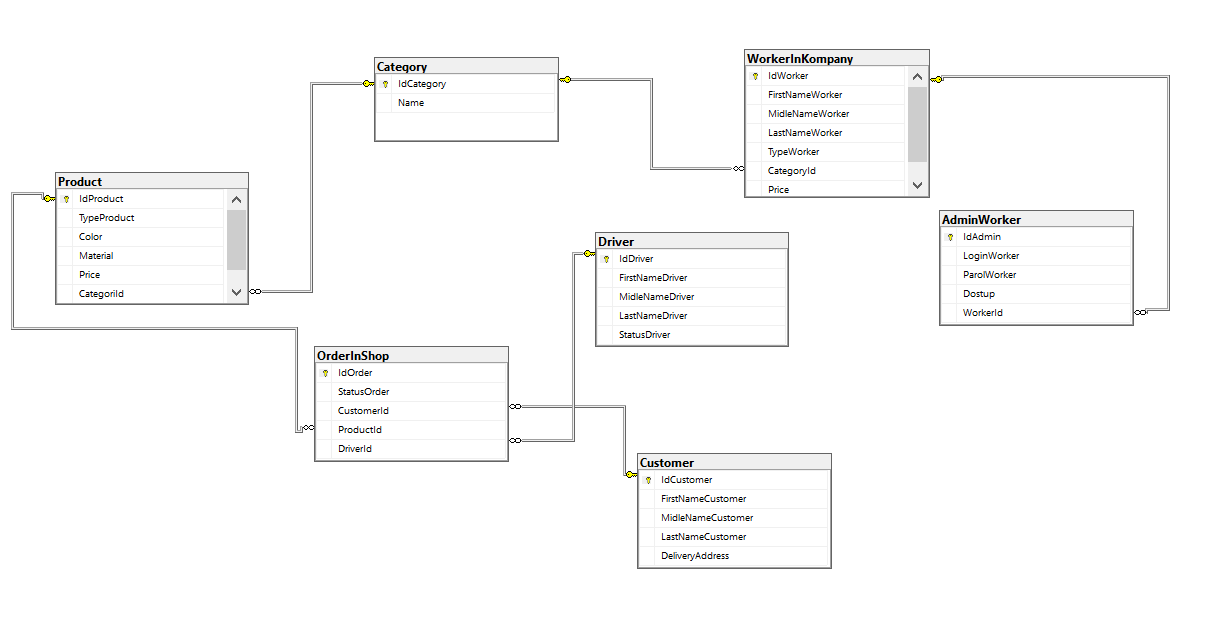 Category
IdCategory
Name
WorkerInKompany
IdWorker
FirstNameWorker
MidleNameWorker
LastNameWorker
TypeWorker
CategoryId
Price
Product
IdProduct
TypeProduct
Color
Material
Price
CategoriId
AdminWorker
IdAdmin
LoginWorker
ParolWorker
Dostup
WorkerId
Driver
IdDriver
FirstNameDriver
MidleNameDriver
LastNameDriver
StatusDriver
OrderInShop
IdOrder
StatusOrder
CustomerId
ProductId
DriverId
Customer
IdCustomer
FirstNameCustomer
MidleNameCustomer
LastNameCustomer
DeliveryAddress